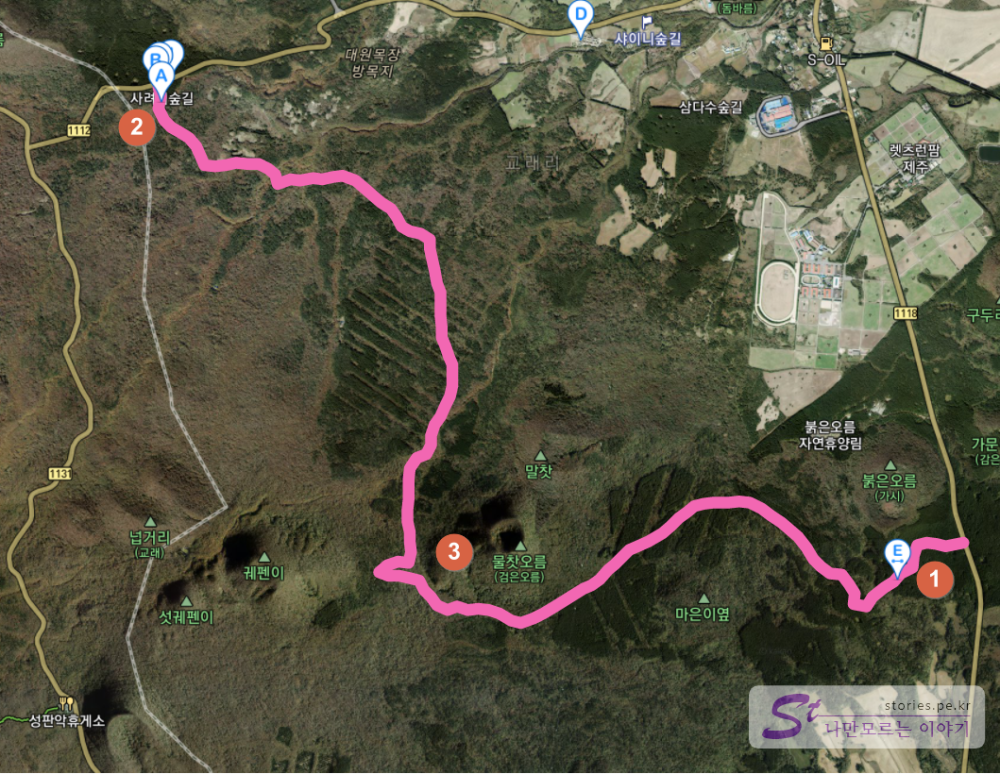 (돔바름)
D
샤이니숲길
S-OIL
대원목장
방목지
B
A
사려
숲길
2
1112
삼다수숲길
교래리
렛츠런팜
제주
1118
구두리
붉은오름
자연휴양림
가문
(감은
말찻
붉은오름
(가시)
1131
넙거리
(교래)
궤펜이
3
물찻오름
(검은오름)
E
1
섯궤펜이
마은이옆
성판악휴게소
stories.pe.kr
St
나만모르는 이야기